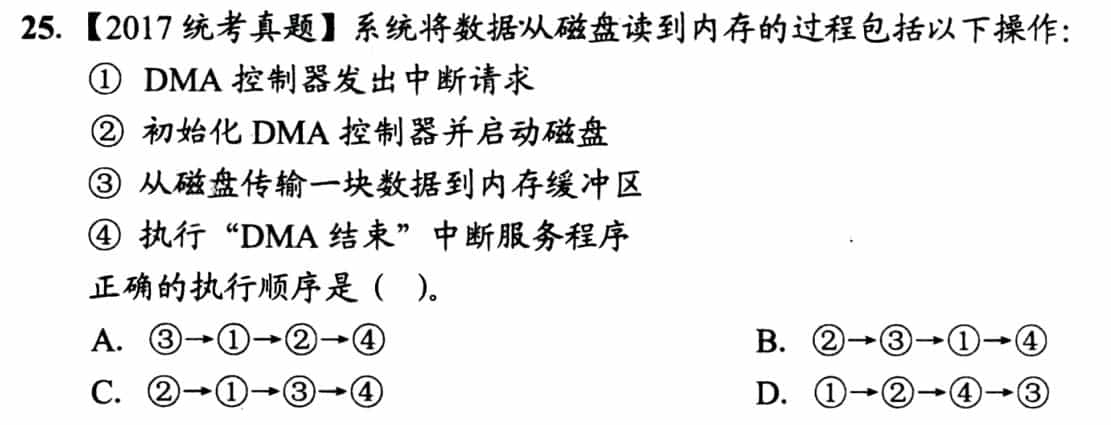 25. 【2017 统考真题】系统将数据从磁盘读到内存的过程包括以下操作：
① DMA 控制器发出中断请求
② 初始化 DMA 控制器并启动磁盘
③ 从磁盘传输一块数据到内存缓冲区
④ 执行“DMA 结束”中断服务程序
正确的执行顺序是（ ）。
A. ③→①→②→④ B. ②→③→①→④
C. ②→①→③→④ D. ①→②→④→③